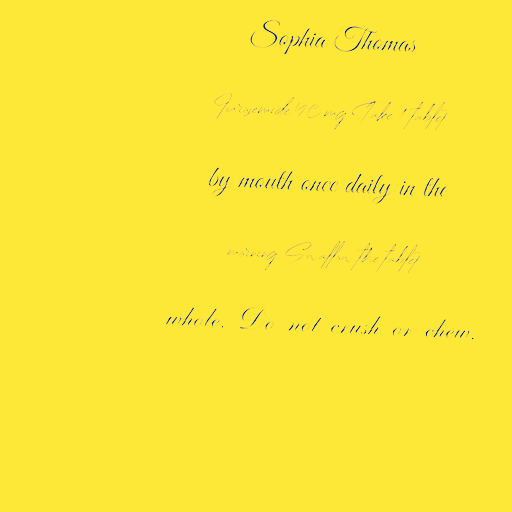 Sophia Thomas
Furosemide mg Take 1 tablet
by mouth once daily in the
morning Swallow the tablet
whole. Do not crush or chew.